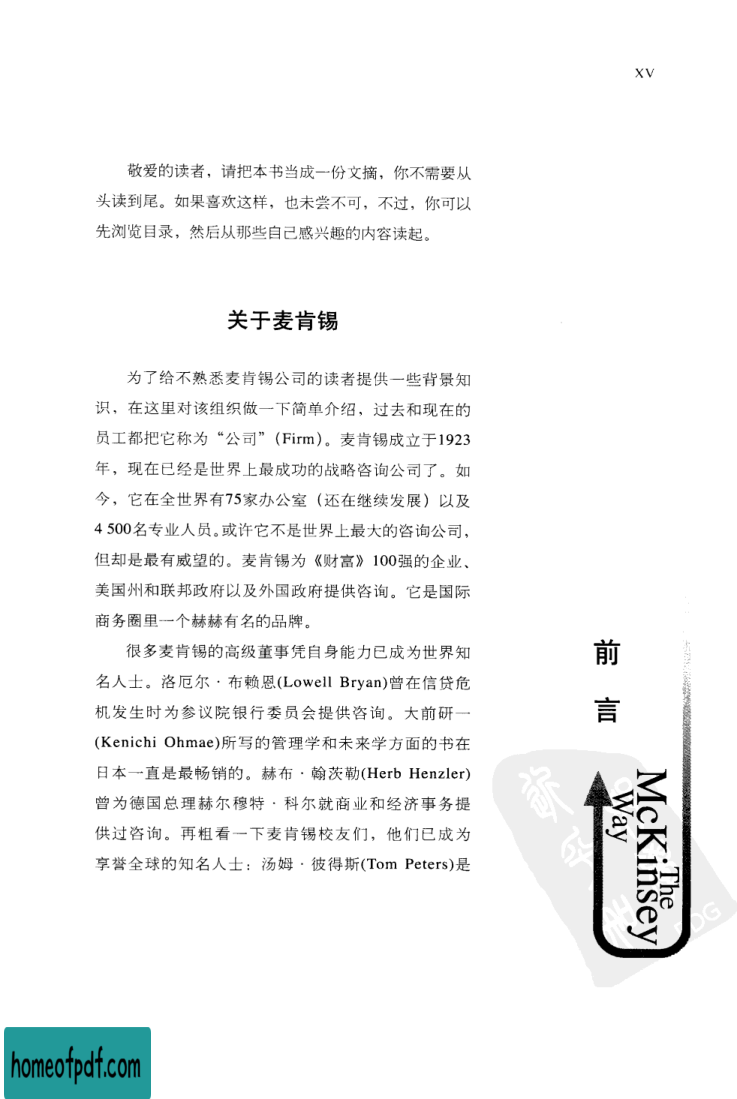 XV
敬爱的读者，请把本书当成一份文摘，你不需要从
头读到尾。如果喜欢这样，也未尝不可，不过，你可以
先浏览目录，然后从那些自己感兴趣的内容读起。
关于麦肯锡
为了给不熟悉麦肯锡公司的读者提供一些背景知
识，在这里对该组织做一下简单介绍，过去和现在的
员工都把它称为“公司”（Firm）。麦肯锡成立于1923
年，现在已经是世界上最成功的战略咨询公司了。如
今，它在全世界有75家办公室（还在继续发展）以及
4 500名专业人员。或许它不是世界上最大的咨询公司，
但却是最有威望的。麦肯锡为《财富》100强的企业、
美国州和联邦政府以及外国政府提供咨询。它是国际
商务圈里一个赫赫有名的品牌。
很多麦肯锡的高级董事凭自身能力已成为世界知
名人士。洛厄尔·布赖恩(Lowell Bryan)曾在信贷危
机发生时为参议院银行委员会提供咨询。大前研一
(Kenichi Ohmae)所写的管理学和未来学方面的书在
日本一直是最畅销的。赫布·翰茨勒(Herb Henzler)
曾为德国总理赫尔穆特·科尔就商业和经济事务提
供过咨询。再粗看一下麦肯锡校友们，他们已成为
享誉全球的知名人士：汤姆·彼得斯(Tom Peters)是
前言
The
McKinsey
Way
homeofpdf.com